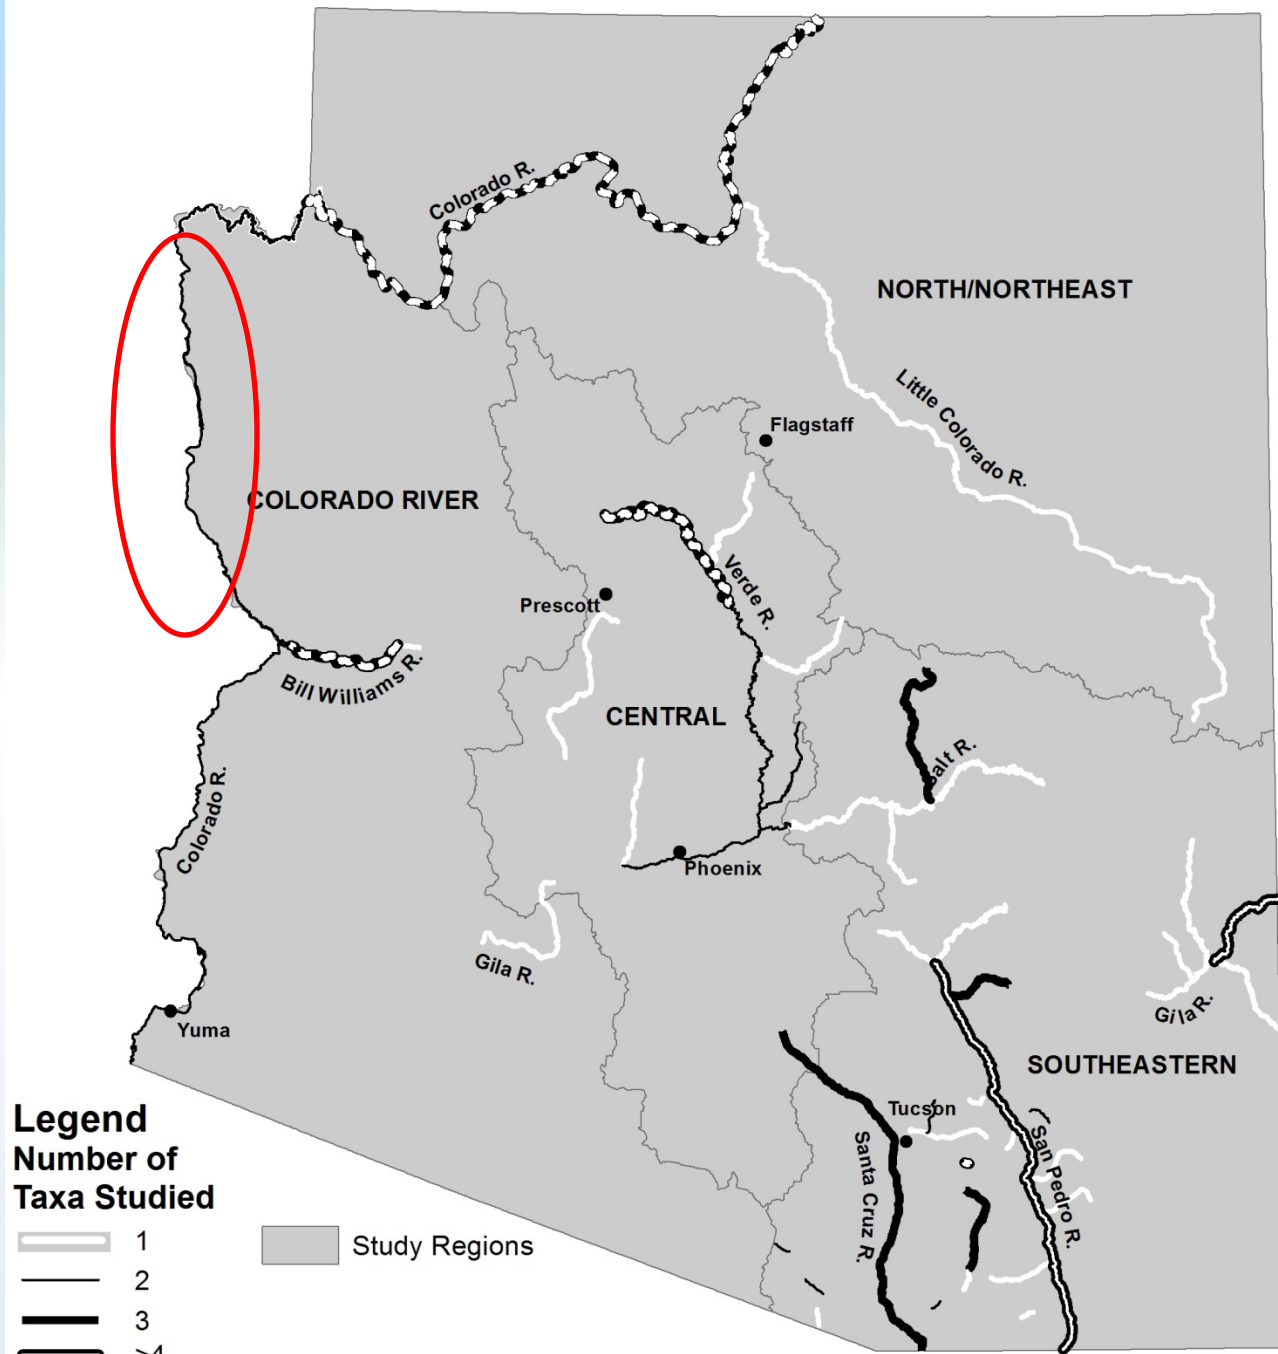 Colorado R.
NORTH/NORTHEAST
Little Colorado R.
Flagstaff
COLORADO RIVER
Verde R.
Prescott
Bill Williams R.
CENTRAL
Salt R.
Colorado R.
Phoenix
Gila R.
Gila R.
Yuma
SOUTHEASTERN
Tucson
San Pedro R.
Santa Cruz R.
Legend
Number of
Taxa Studied
1
Study Regions
2
3
>4